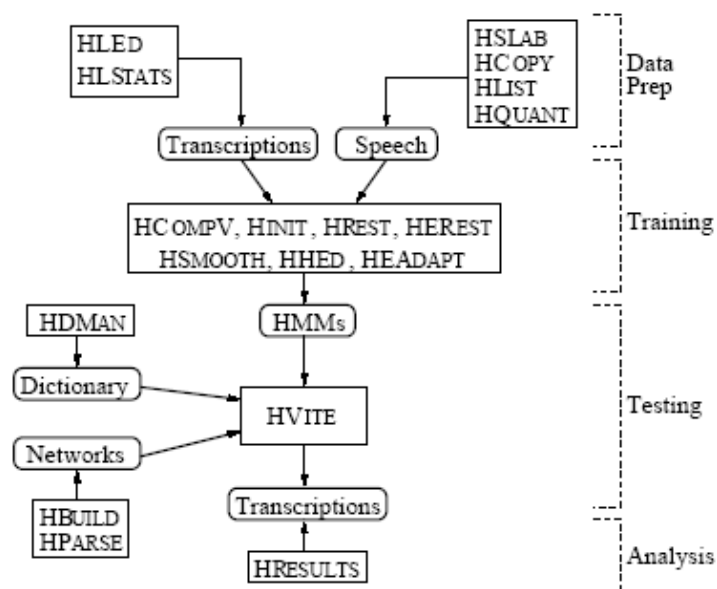 HLED
HLSTATS
HSLAB
HCOPY
HLIST
HQUANT
Data
Prep
Transcriptions
Speech
Training
HCOMPV, HINIT, HREST, HEREST
HSMOOTH, HHED, HEADAPT
HDMAN
HMMs
Dictionary
HVITE
Testing
Networks
Transcriptions
HBUILD
HPARSE
HRESULTS
Analysis